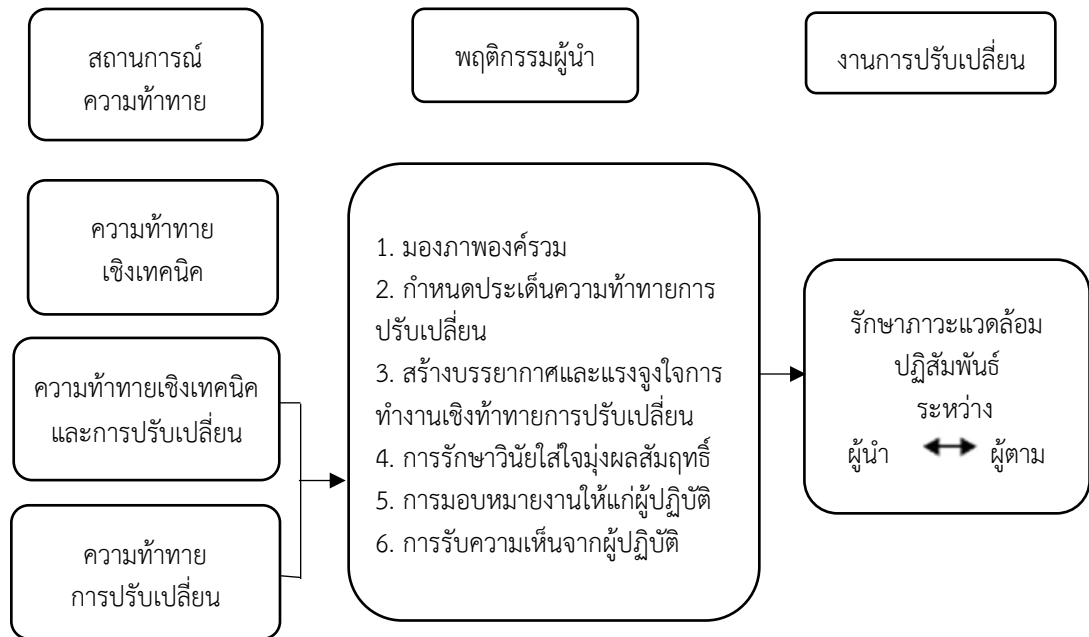 สถานการณ์
ความท้าทาย
พฤติกรรมผู้นำ
งานการปรับเปลี่ยน
ความท้าทาย
เชิงเทคนิค
ความท้าทายเชิงเทคนิค
และการปรับเปลี่ยน
ความท้าทาย
การปรับเปลี่ยน
1. มองภาพองค์รวม
2. กำหนดประเด็นความท้าทายการ
ปรับเปลี่ยน
3. สร้างบรรยากาศและแรงจูงใจการ
ทำงานเชิงท้าทายการปรับเปลี่ยน
4. การรักษาวินัยใส่ใจมุ่งผลสัมฤทธิ์
5. การมอบหมายงานให้แก่ผู้ปฏิบัติ
6. การรับความเห็นจากผู้ปฏิบัติ
รักษาภาวะแวดล้อม
ปฏิสัมพันธ์
ระหว่าง
ผู้นำ ผู้ตาม